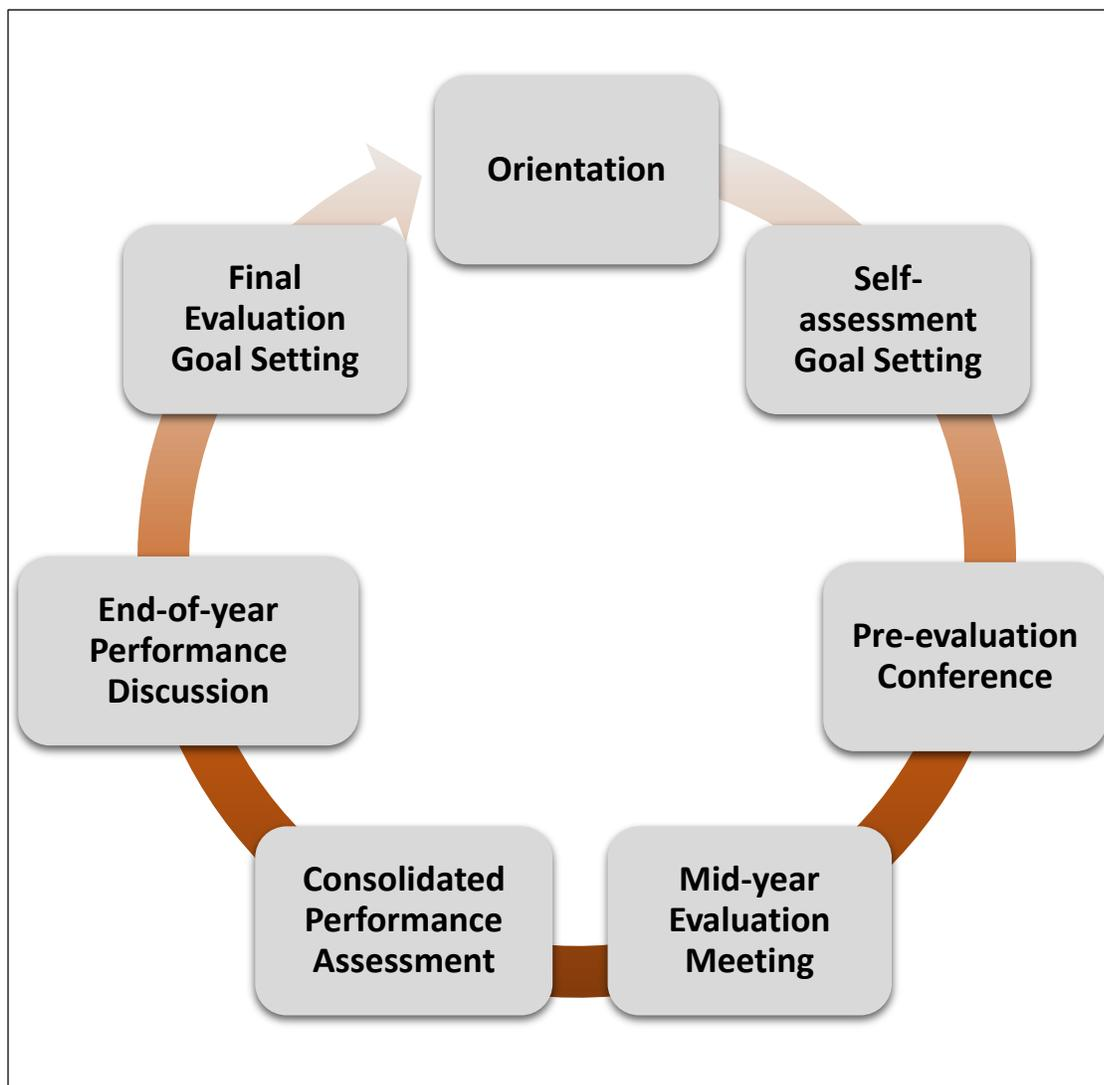 Orientation
Self-
assessment
Goal Setting
Pre-evaluation
Conference
Mid-year
Evaluation
Meeting
Consolidated
Performance
Assessment
End-of-year
Performance
Discussion
Final
Evaluation
Goal Setting